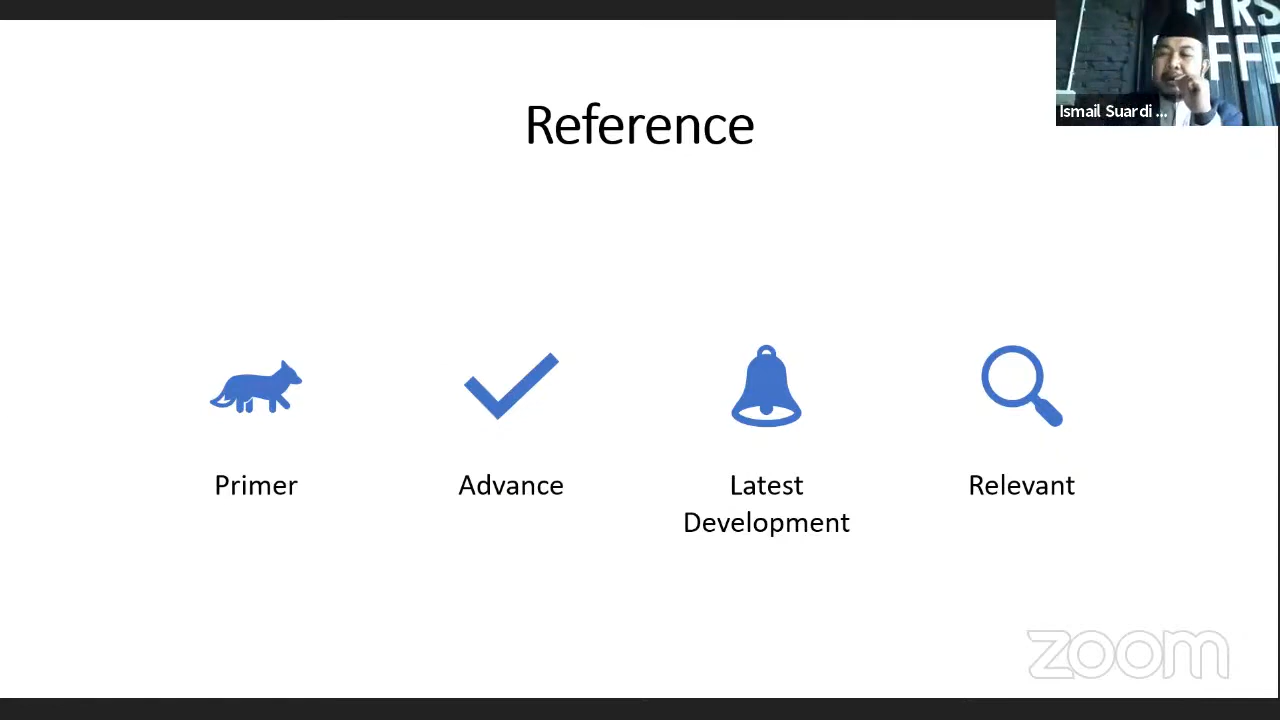 Reference
Ismail Suardi ...
Primer
Advance
Latest
Development
Relevant
zoom